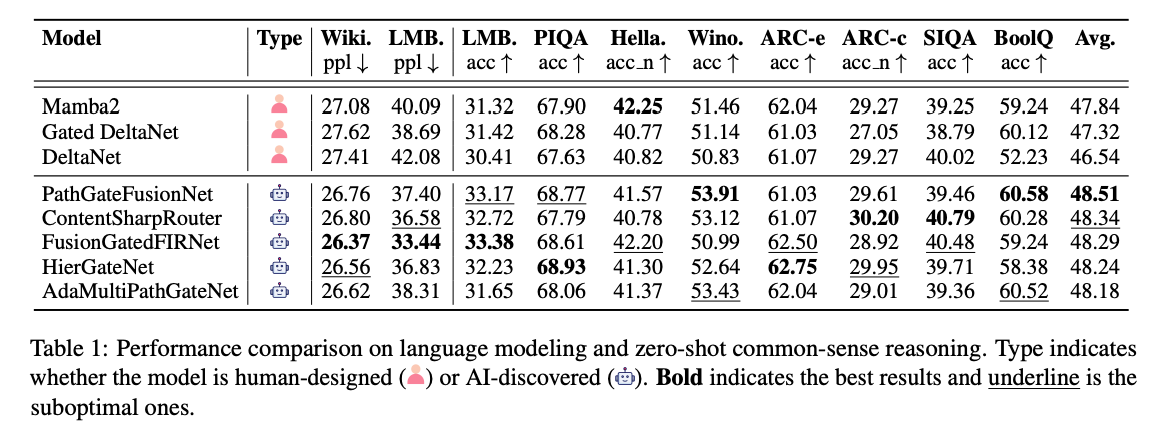 Model Type Wiki. LMB. LMB. PIQA Hella. Wino. ARC-e ARC-c SIQA BoolQ Avg.
ppl ↓ ppl ↓ acc ↑ acc ↑ acc_n ↑ acc ↑ acc ↑ acc_n ↑ acc ↑ acc ↑
Mamba2 27.08 40.09 31.32 67.90 42.25 51.46 62.04 29.27 39.25 59.24 47.84
Gated DeltaNet 27.62 38.69 31.42 68.28 40.77 51.14 61.03 27.05 38.79 60.12 47.32
DeltaNet 27.41 42.08 30.41 67.63 40.82 50.83 61.07 29.27 40.02 52.23 46.54
PathGateFusionNet 26.76 37.40 33.17 68.77 41.57 53.91 61.03 29.61 39.46 60.58 48.51
ContentSharpRouter 26.80 36.58 32.72 67.79 40.78 53.12 61.07 30.20 40.79 60.28 48.34
FusionGatedFIRNet 26.37 33.44 33.38 68.61 42.20 50.99 62.50 28.92 40.48 59.24 48.29
HierGateNet 26.56 36.83 32.23 68.93 41.30 52.64 62.75 29.95 39.71 58.38 48.24
AdaMultiPathGateNet 26.62 38.31 31.65 68.06 41.37 53.43 62.04 29.01 39.36 60.52 48.18
Table 1: Performance comparison on language modeling and zero-shot common-sense reasoning. Type indicates
whether the model is human-designed () or AI-discovered (). Bold indicates the best results and underline is the
suboptimal ones.